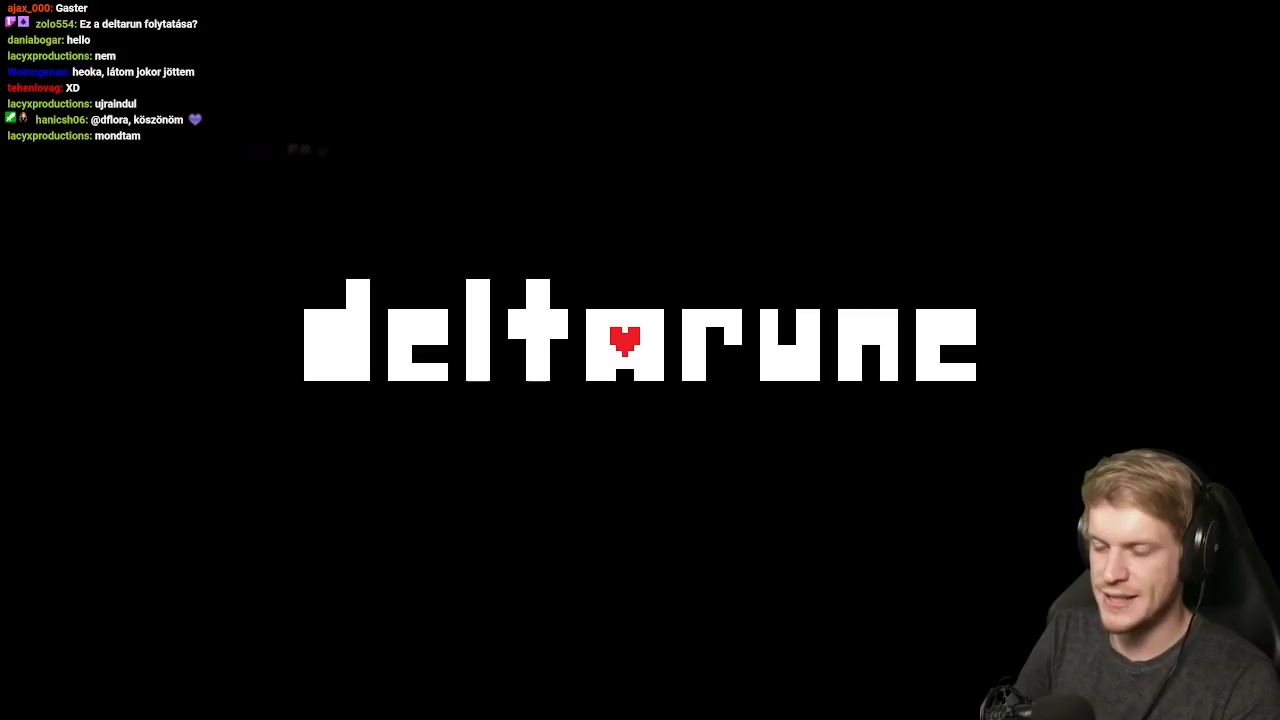 ajax_000: Gaster
zolo554: Ez a deltarun folytatása?
daniabogar: hello
lacyxproductions: nem
heoka, látom jokor jöttem
tehenlovag: XD
lacyxproductions: ujraindul
hanicsh06: @dflora, köszönöm 💜
lacyxproductions: mondtam
deltarune